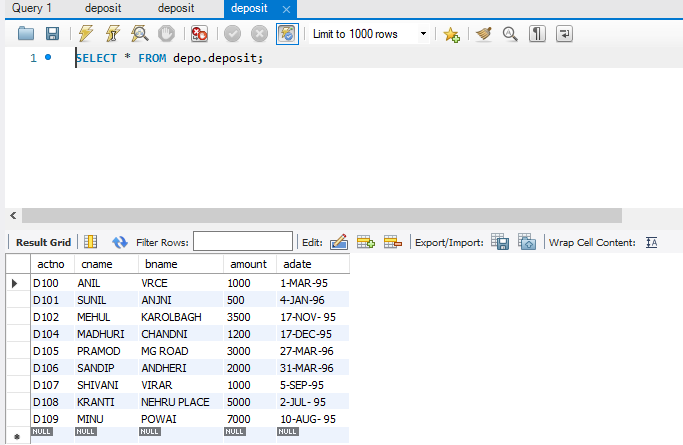 Query 1 deposit deposit deposit
Limit to 1000 rows
1 SELECT * FROM depo.deposit;
Result Grid Filter Rows: Edit: Export/Import: Wrap Cell Content:
actno cname bname amount adate
D100 ANIL VRCE 1000 1-MAR-95
D101 SUNIL ANJNI 500 4-JAN-96
D102 MEHUL KAROLBAGH 3500 17-NOV- 95
D104 MADHURI CHANDNI 1200 17-DEC-95
D105 PRAMOD MG ROAD 3000 27-MAR-96
D106 SANDIP ANDHERI 2000 31-MAR-96
D107 SHIVANI VIRAR 1000 5-SEP-95
D108 KRANTI NEHRU PLACE 5000 2-JUL- 95
D109 MINU POWAI 7000 10-AUG- 95
NULL NULL NULL NULL NULL